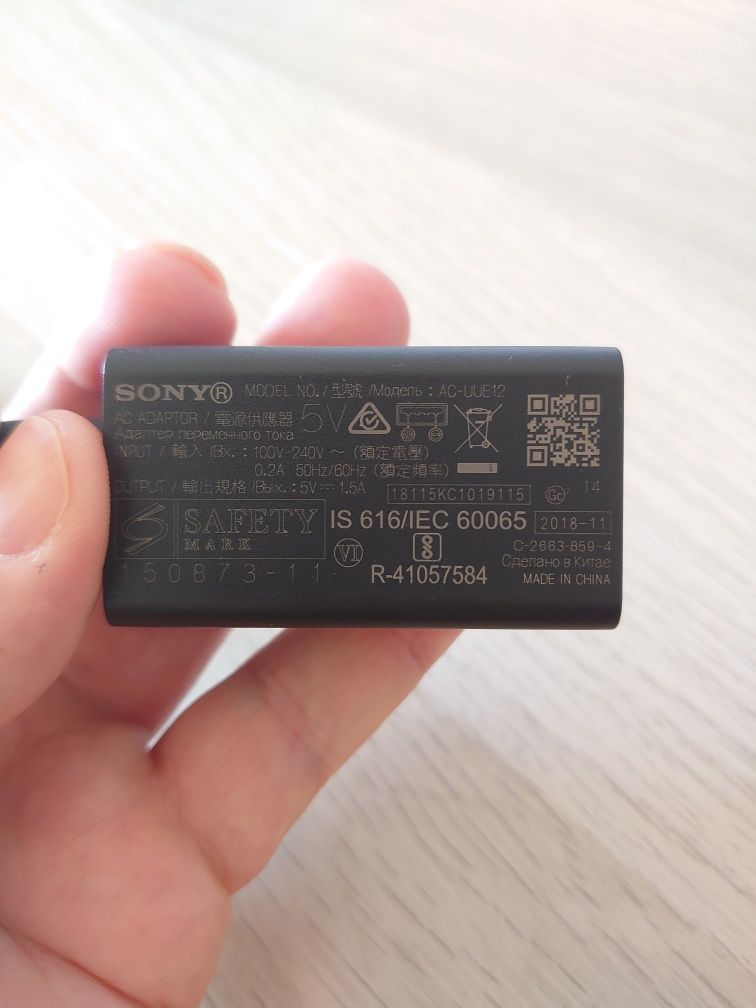 SONY® MODEL NO./型號/Модель : AC-UUE12
AC ADAPTOR / 電源供應器 5V
Адаптер переменного тока
INPUT / 輸入 /Вх. : 100V-240V ~ (額定電壓)
0.2A 50Hz/60Hz (額定頻率)
OUTPUT / 輸出規格 /Вых. : 5V 1.5A
18115KC1019115 Gc 14
SAFETY
MARK
IS 616/IEC 60065 2018-11
VI
C-2663-859-4
150873-11
R-41057584
Сделано в Китае
MADE IN CHINA